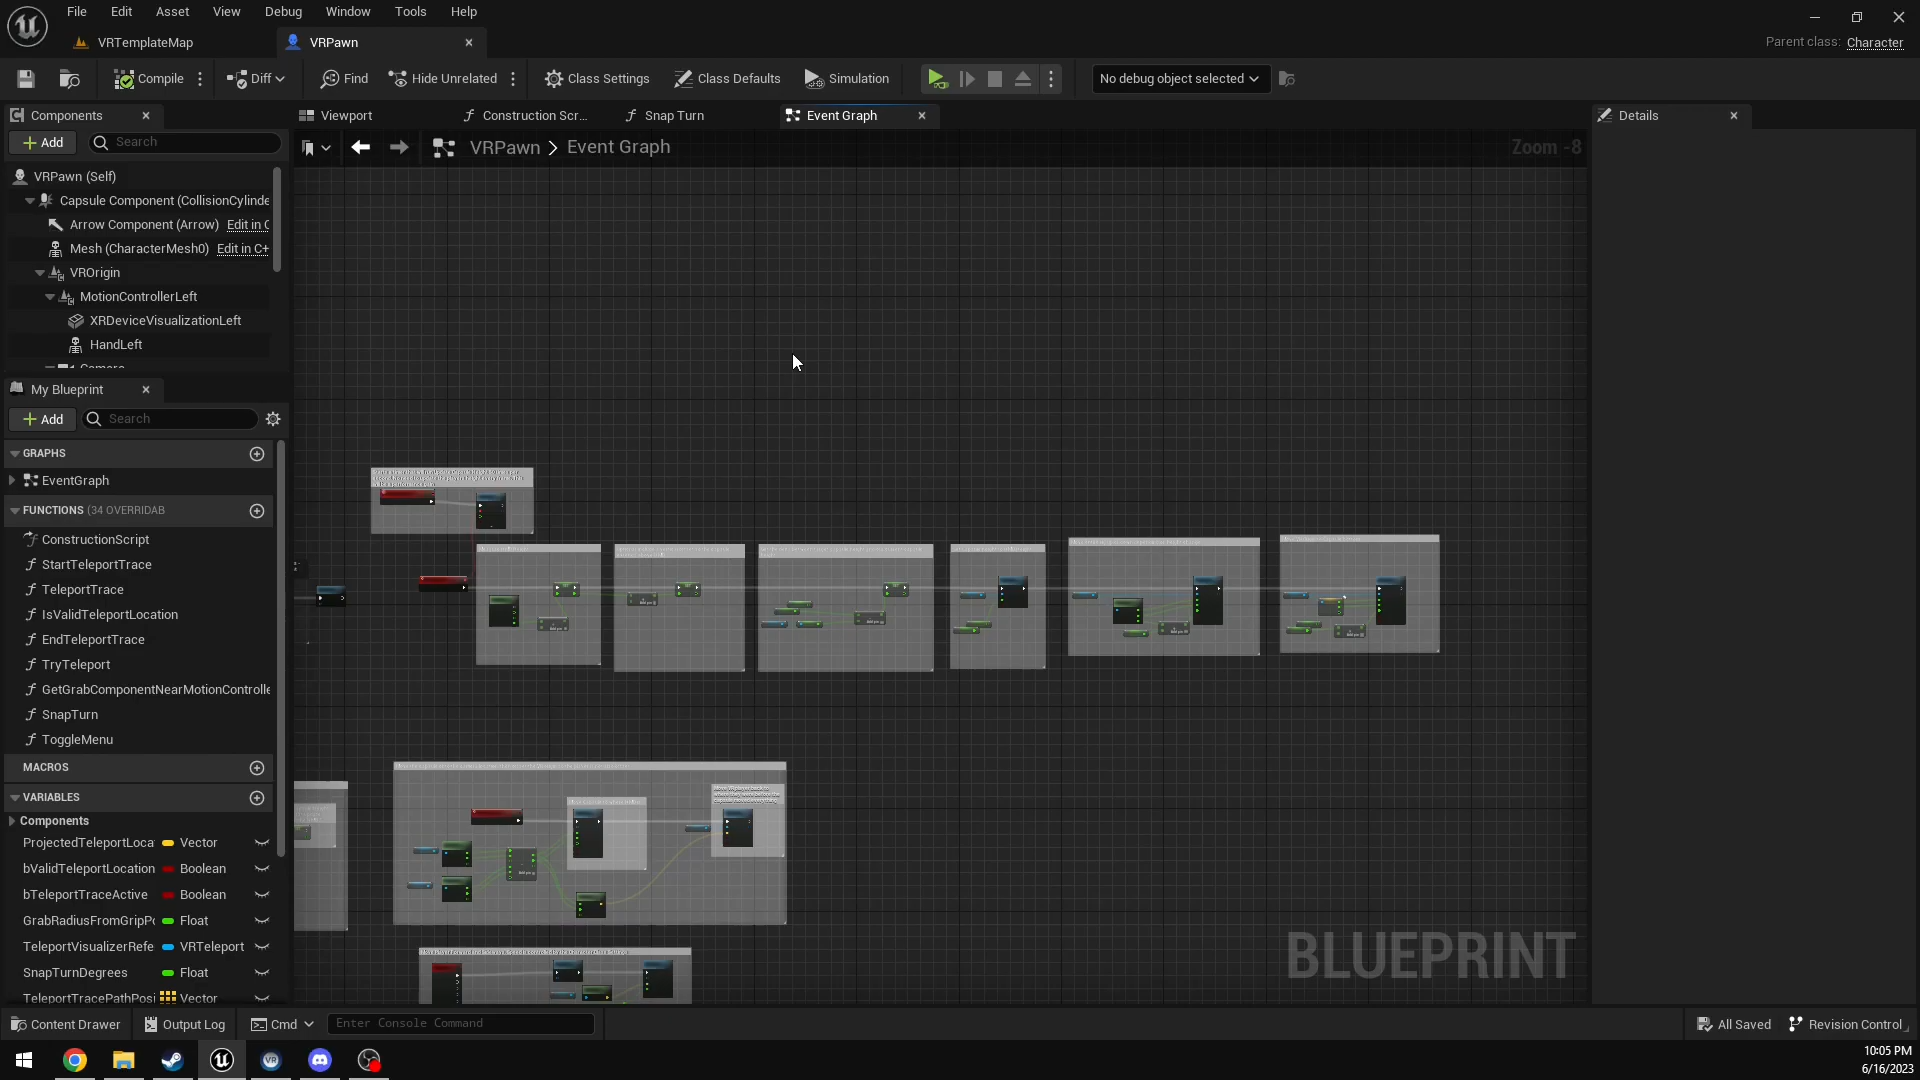 File Edit Asset View Debug Window Tools Help
VRTemplateMap
VRPawn
Parent class: Character
Compile
Diff
Find
Hide Unrelated
Class Settings
Class Defaults
Simulation
No debug object selected
Components
Viewport
Construction Scr...
Snap Turn
Event Graph
Details
Add
Search
VRPawn > Event Graph
Zoom -8
VRPawn (Self)
Capsule Component (CollisionCylinde
Arrow Component (Arrow) Edit in C
Mesh (CharacterMesh0) Edit in C+
VROrigin
MotionControllerLeft
XRDeviceVisualizationLeft
HandLeft
Camera
My Blueprint
Add
Search
GRAPHS
EventGraph
FUNCTIONS (34 OVERRIDAB
ConstructionScript
StartTeleportTrace
TeleportTrace
IsValidTeleportLocation
EndTeleportTrace
TryTeleport
GetGrabComponentNearMotionControlle
SnapTurn
ToggleMenu
MACROS
VARIABLES
Components
ProjectedTeleportLoca Vector
bValidTeleportLocation Boolean
bTeleportTraceActive Boolean
GrabRadiusFromGripPo Float
TeleportVisualizerRefe VRTeleport
SnapTurnDegrees Float
TeleportTracePathPosi Vector
BLUEPRINT
Content Drawer
Output Log
Cmd
Enter Console Command
All Saved
Revision Control
10:05 PM
6/16/2023